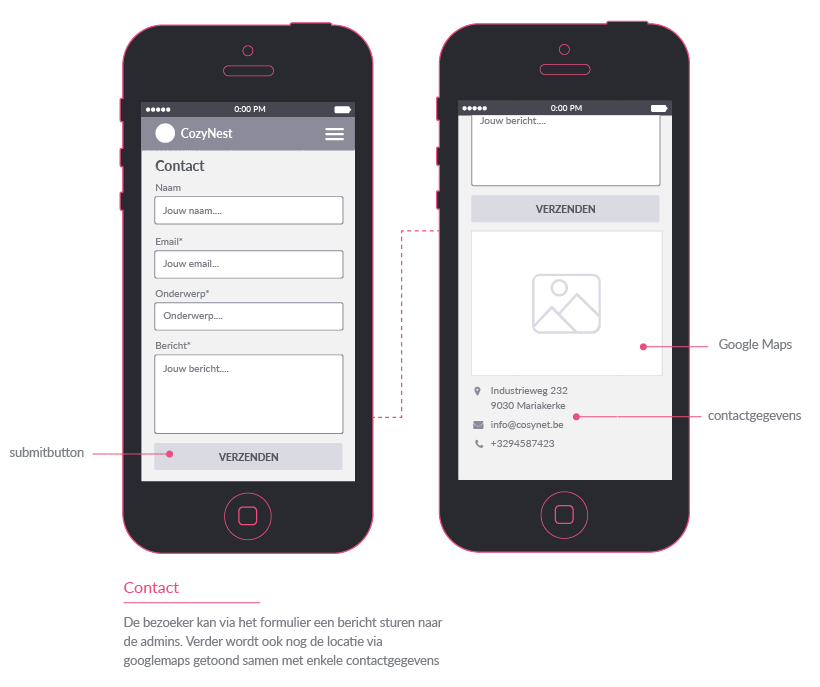 0:00 PM
CozyNest
Contact
Naam
Jouw naam....
Email*
Jouw email...
Onderwerp*
Onderwerp....
Bericht*
Jouw bericht....
VERZENDEN
submitbutton
0:00 PM
Jouw bericht....
VERZENDEN
Google Maps
Industrieweg 232
9030 Mariakerke
contactgegevens
info@cosynet.be
+3294587423
Contact
De bezoeker kan via het formulier een bericht sturen naar
de admins. Verder wordt ook nog de locatie via
googlemaps getoond samen met enkele contactgegevens